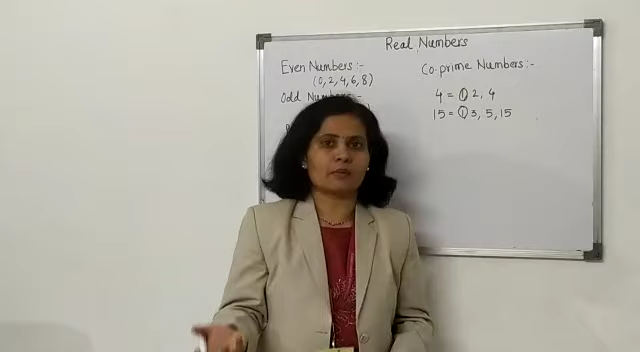 Real Numbers
Even Numbers :-
(0, 2, 4, 6, 8)
Odd Numbers :-
Co-prime Numbers :-
4 = ① 2, 4
15 = ① 3, 5, 15